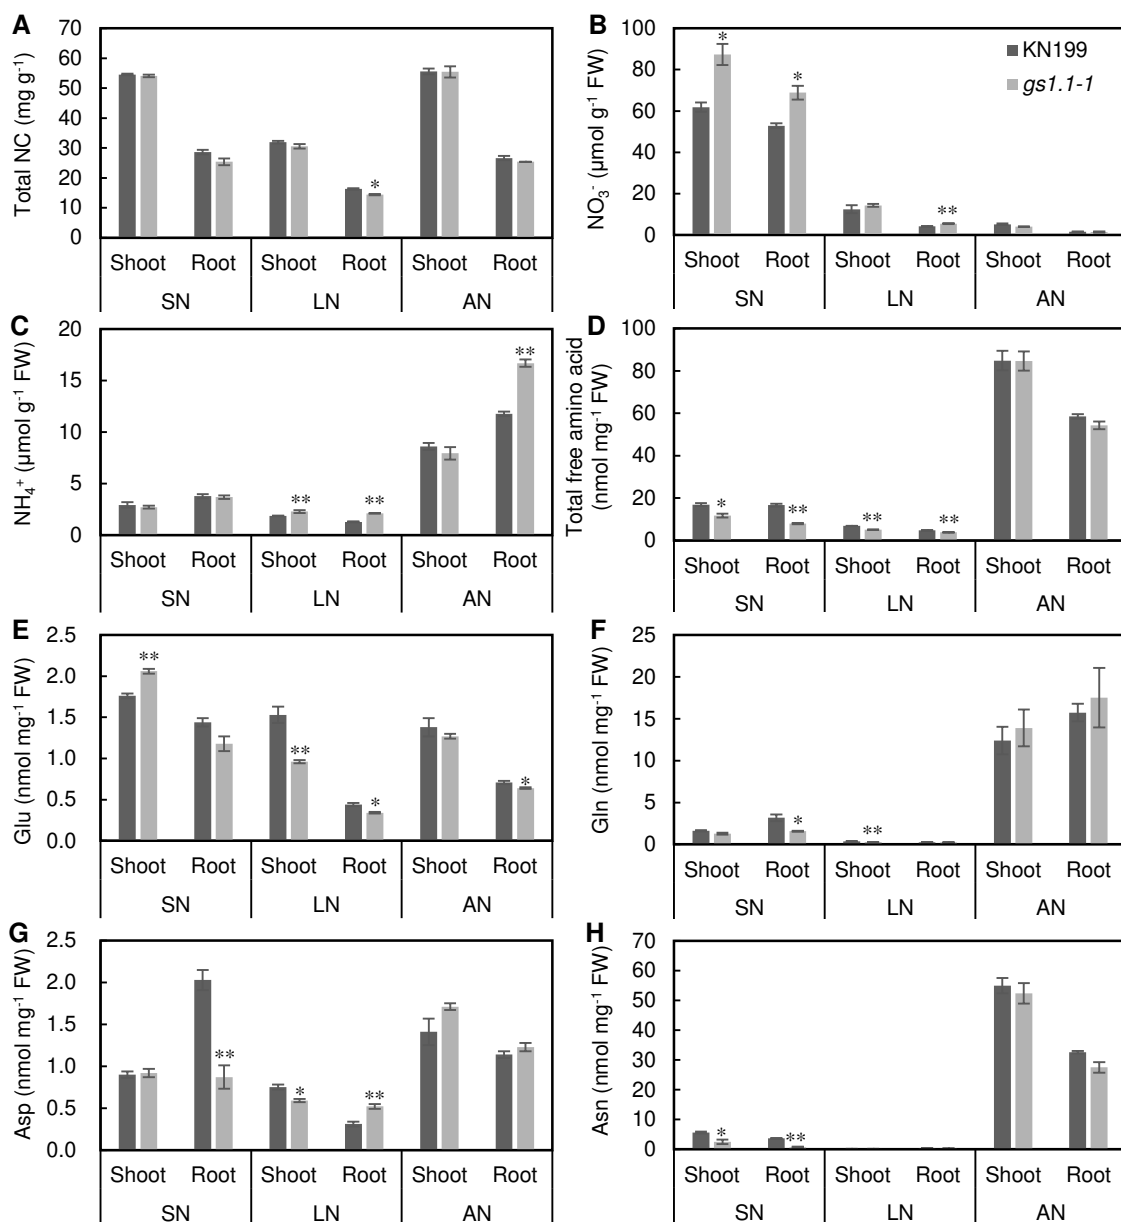 A
Total NC (mg g⁻¹)
70
60
50
40
30
20
10
0
*
Shoot Root Shoot Root Shoot Root
SN LN AN
B
NO₃⁻ (µmol g⁻¹ FW)
100
80
60
40
20
0
KN199
gs1.1-1
* * **
Shoot Root Shoot Root Shoot Root
SN LN AN
C
NH₄⁺ (µmol g⁻¹ FW)
20
15
10
5
0
** ** **
Shoot Root Shoot Root Shoot Root
SN LN AN
D
Total free amino acid
(nmol mg⁻¹ FW)
100
80
60
40
20
0
* ** ** **
Shoot Root Shoot Root Shoot Root
SN LN AN
E
Glu (nmol mg⁻¹ FW)
2.5
2.0
1.5
1.0
0.5
0.0
** ** * *
Shoot Root Shoot Root Shoot Root
SN LN AN
F
Gln (nmol mg⁻¹ FW)
25
20
15
10
5
0
* **
Shoot Root Shoot Root Shoot Root
SN LN AN
G
Asp (nmol mg⁻¹ FW)
2.5
2.0
1.5
1.0
0.5
0.0
** * **
Shoot Root Shoot Root Shoot Root
SN LN AN
H
Asn (nmol mg⁻¹ FW)
70
60
50
40
30
20
10
0
* **
Shoot Root Shoot Root Shoot Root
SN LN AN